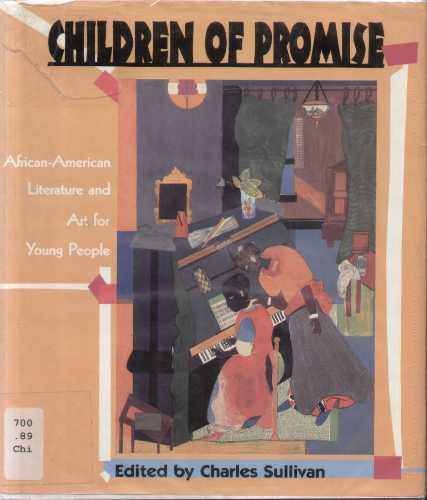 CHILDREN OF PROMISE
African-American
Literature and
Art for
Young People
700
.89
Chi
Edited by Charles Sullivan